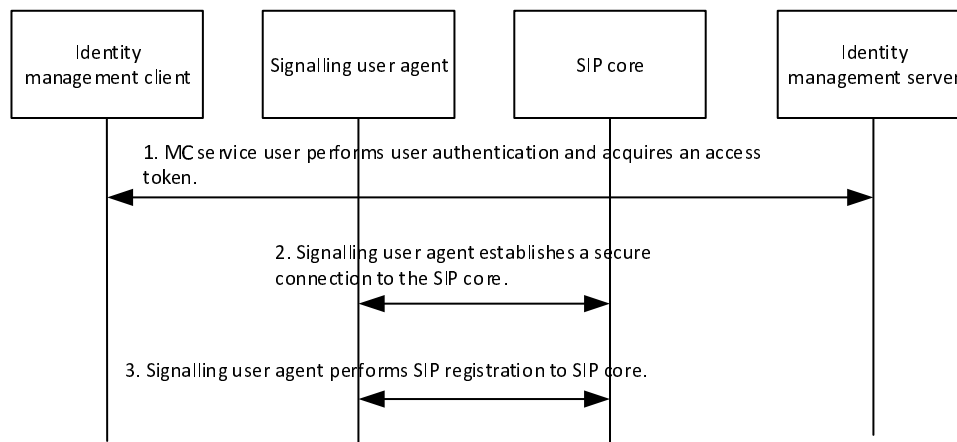 Identity
management client
Signalling user agent
SIP core
Identity
management server
1. MC service user performs user authentication and acquires an access
token.
2. Signalling user agent establishes a secure
connection to the SIP core.
3. Signalling user agent performs SIP registration to SIP core.